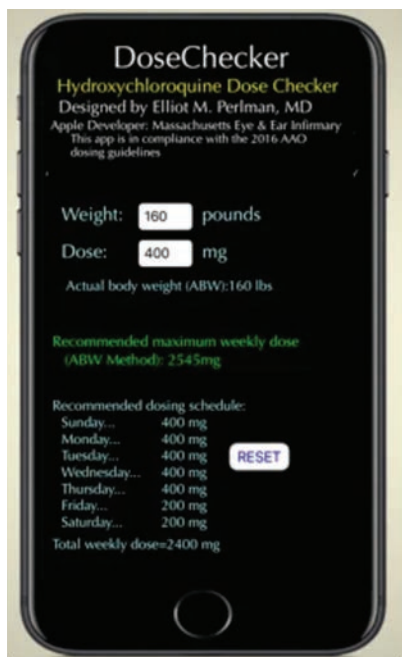 DoseChecker
Hydroxychloroquine Dose Checker
Designed by Elliot M. Perlman, MD
Apple Developer: Massachusetts Eye & Ear Infirmary
This app is in compliance with the 2016 AAO
dosing guidelines
Weight: 160 pounds
Dose: 400 mg
Actual body weight (ABW):160 lbs
Recommended maximum weekly dose
(ABW Method): 2545mg
Recommended dosing schedule:
Sunday... 400 mg
Monday... 400 mg
Tuesday... 400 mg
RESET
Wednesday... 400 mg
Thursday... 400 mg
Friday... 200 mg
Saturday... 200 mg
Total weekly dose=2400 mg